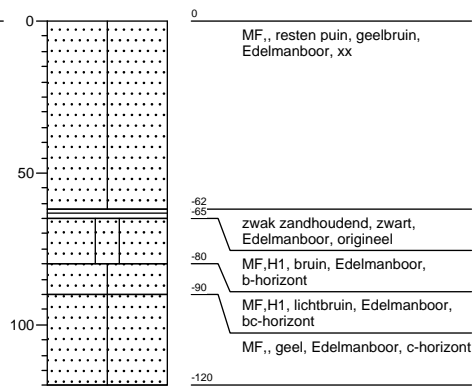 0
50
100
0
MF,, resten puin, geelbruin,
Edelmanboor, xx
-62
-65
zwak zandhoudend, zwart,
Edelmanboor, origineel
-80
MF,H1, bruin, Edelmanboor,
b-horizont
-90
MF,H1, lichtbruin, Edelmanboor,
bc-horizont
MF,, geel, Edelmanboor, c-horizont
-120